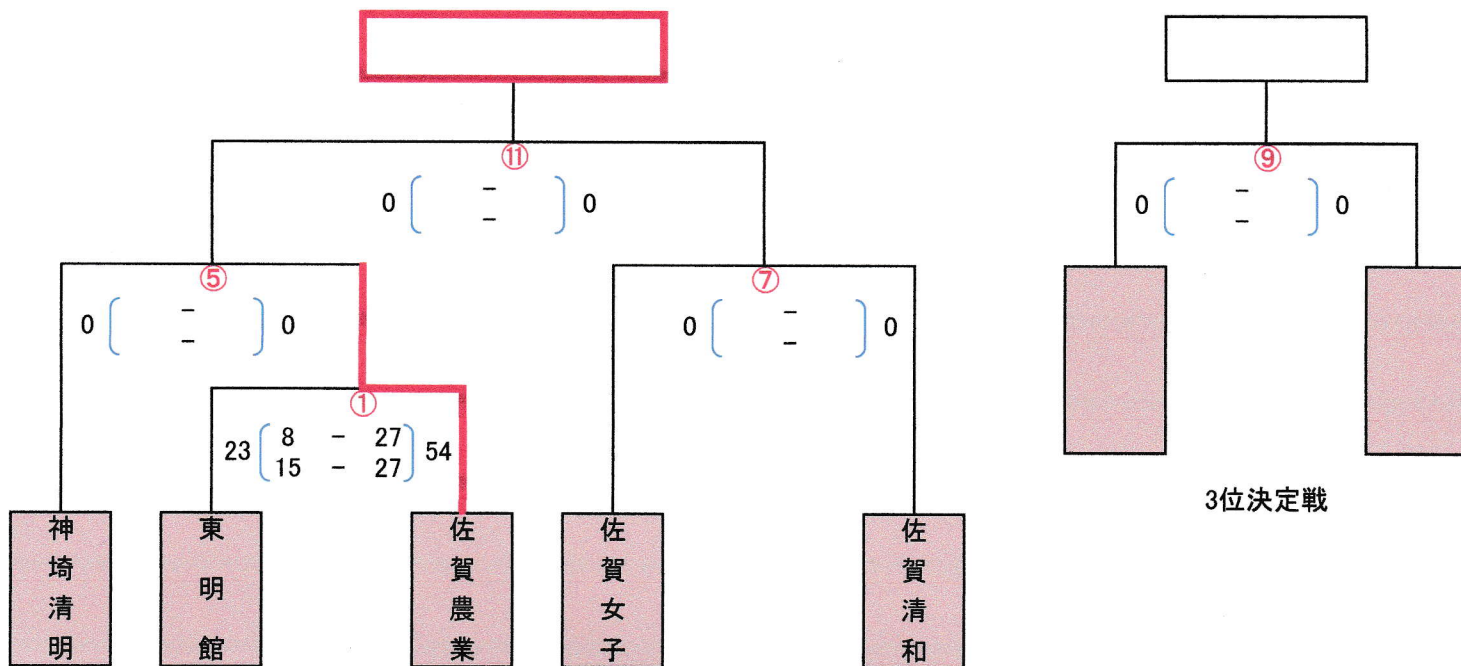 ⑪
⑨
0 ( - ) 0
-
0 ( - ) 0
-
⑤
⑦
0 ( - ) 0
-
0 ( - ) 0
-
①
23 ( 8 - 27 ) 54
15 - 27
3位決定戦
神埼清明
東明館
佐賀農業
佐賀女子
佐賀清和